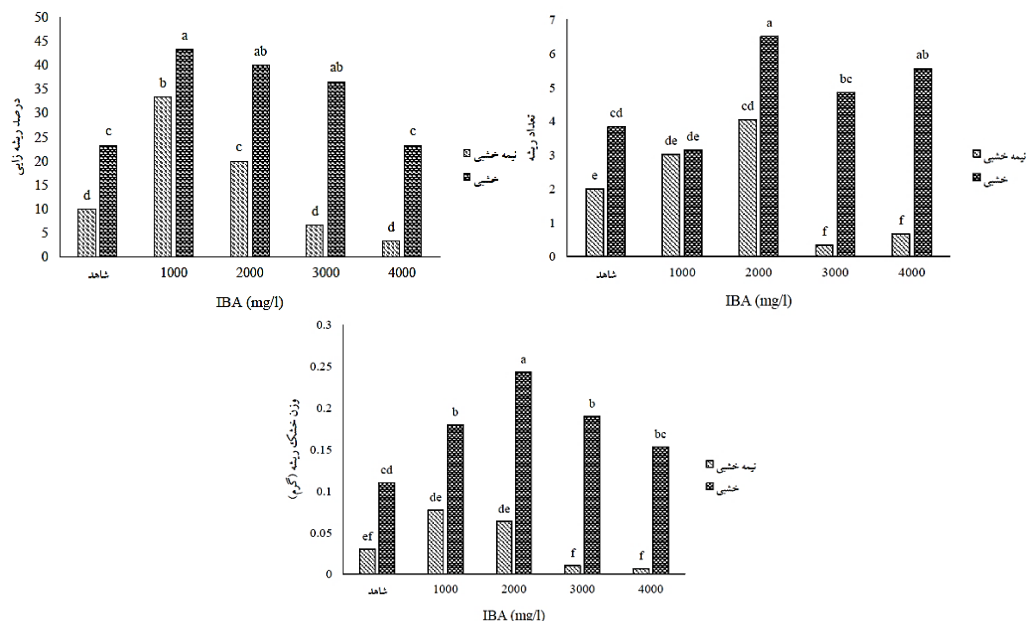 درصد ریشه زایی
50
45
40
35
30
25
20
15
10
5
0
d
c
b
a
c
ab
d
ab
d
c
شاهد
1000
2000
3000
4000
IBA (mg/l)
نیمه خشبی
خشبی
تعداد ریشه
7
6
5
4
3
2
1
0
e
cd
de
de
cd
a
f
bc
f
ab
شاهد
1000
2000
3000
4000
IBA (mg/l)
نیمه خشبی
خشبی
وزن خشک ریشه (گرم)
0.3
0.25
0.2
0.15
0.1
0.05
0
ef
cd
de
b
de
a
f
b
f
bc
شاهد
1000
2000
3000
4000
IBA (mg/l)
نیمه خشبی
خشبی